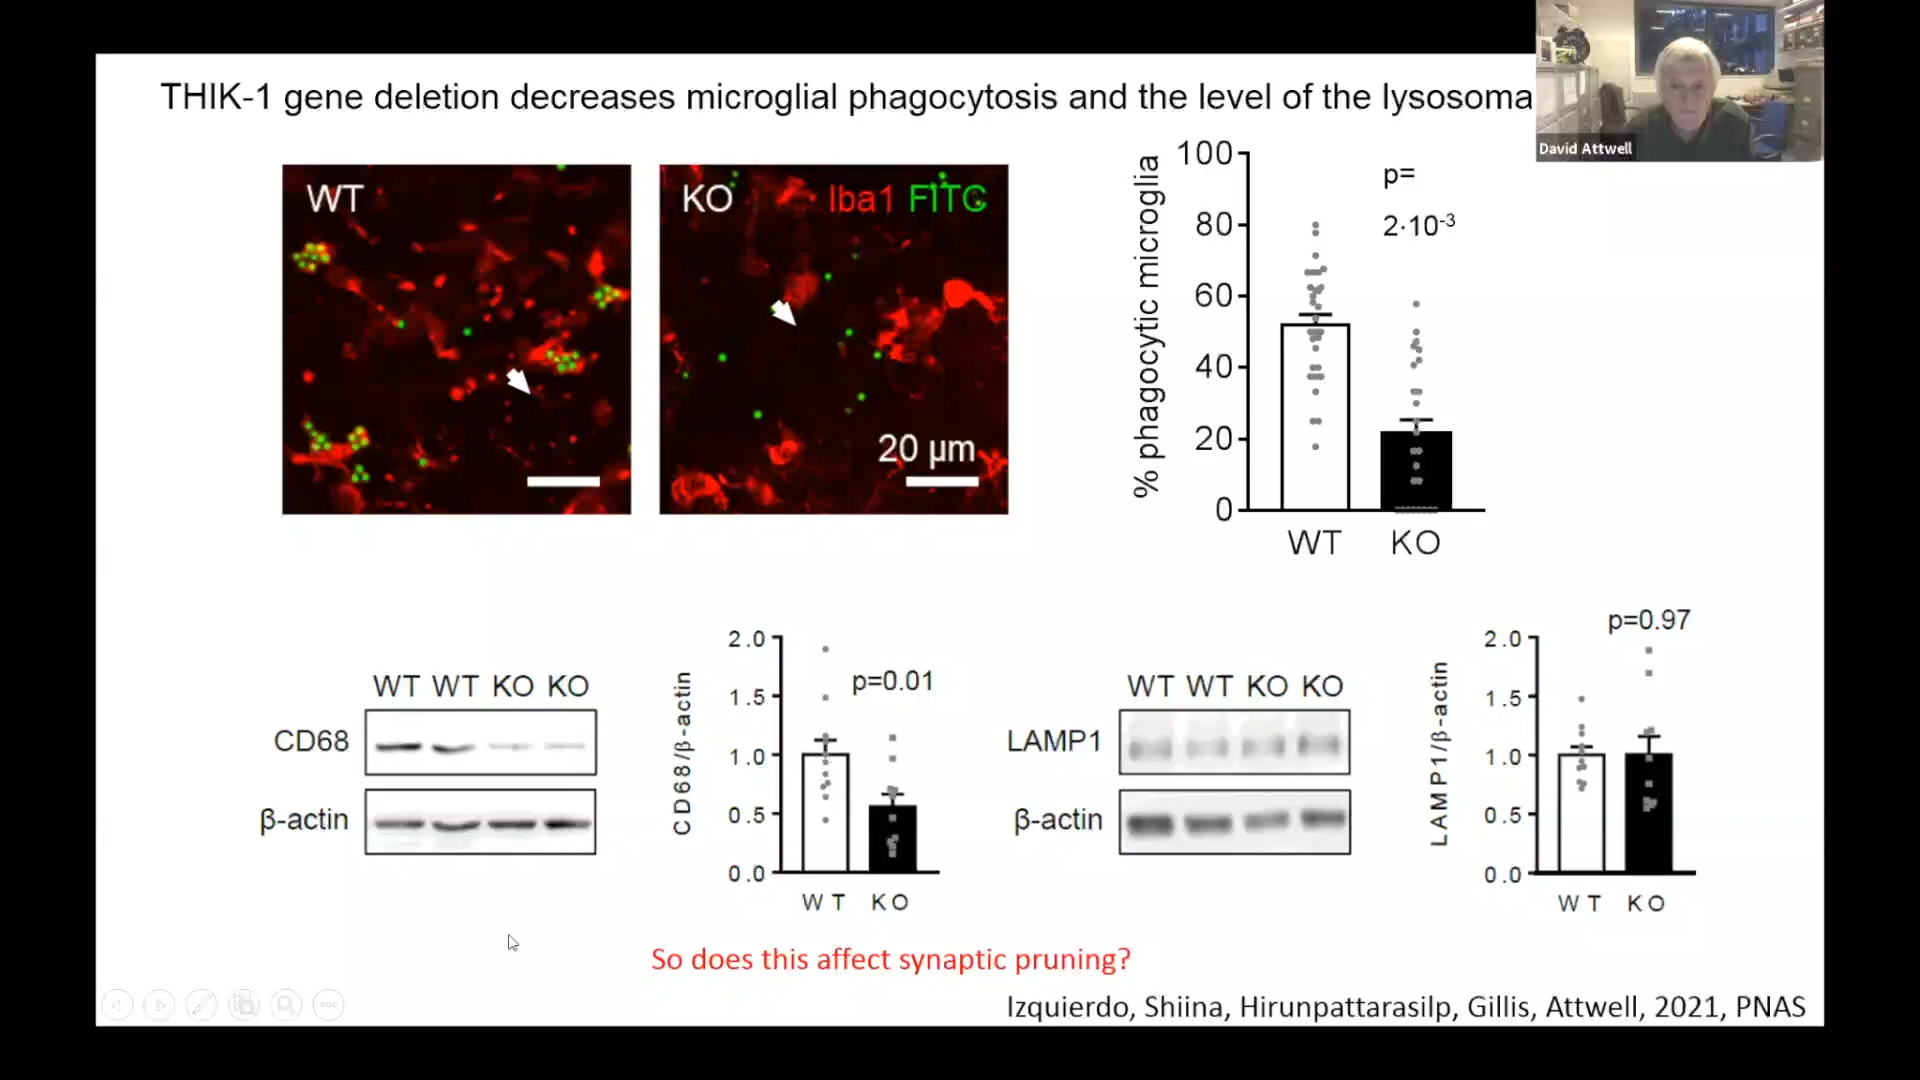 THIK-1 gene deletion decreases microglial phagocytosis and the level of the lysosoma
David Attwell
WT
KO
Iba1 FITC
20 µm
% phagocytic microglia
100
80
60
40
20
0
p=
2·10-3
WT KO
WT WT KO KO
CD68
β-actin
CD68/β-actin
2.0
1.5
1.0
0.5
0.0
p=0.01
WT KO
WT WT KO KO
LAMP1
β-actin
LAMP1/β-actin
2.0
1.5
1.0
0.5
0.0
p=0.97
WT KO
So does this affect synaptic pruning?
Izquierdo, Shiina, Hirunpattarasilp, Gillis, Attwell, 2021, PNAS